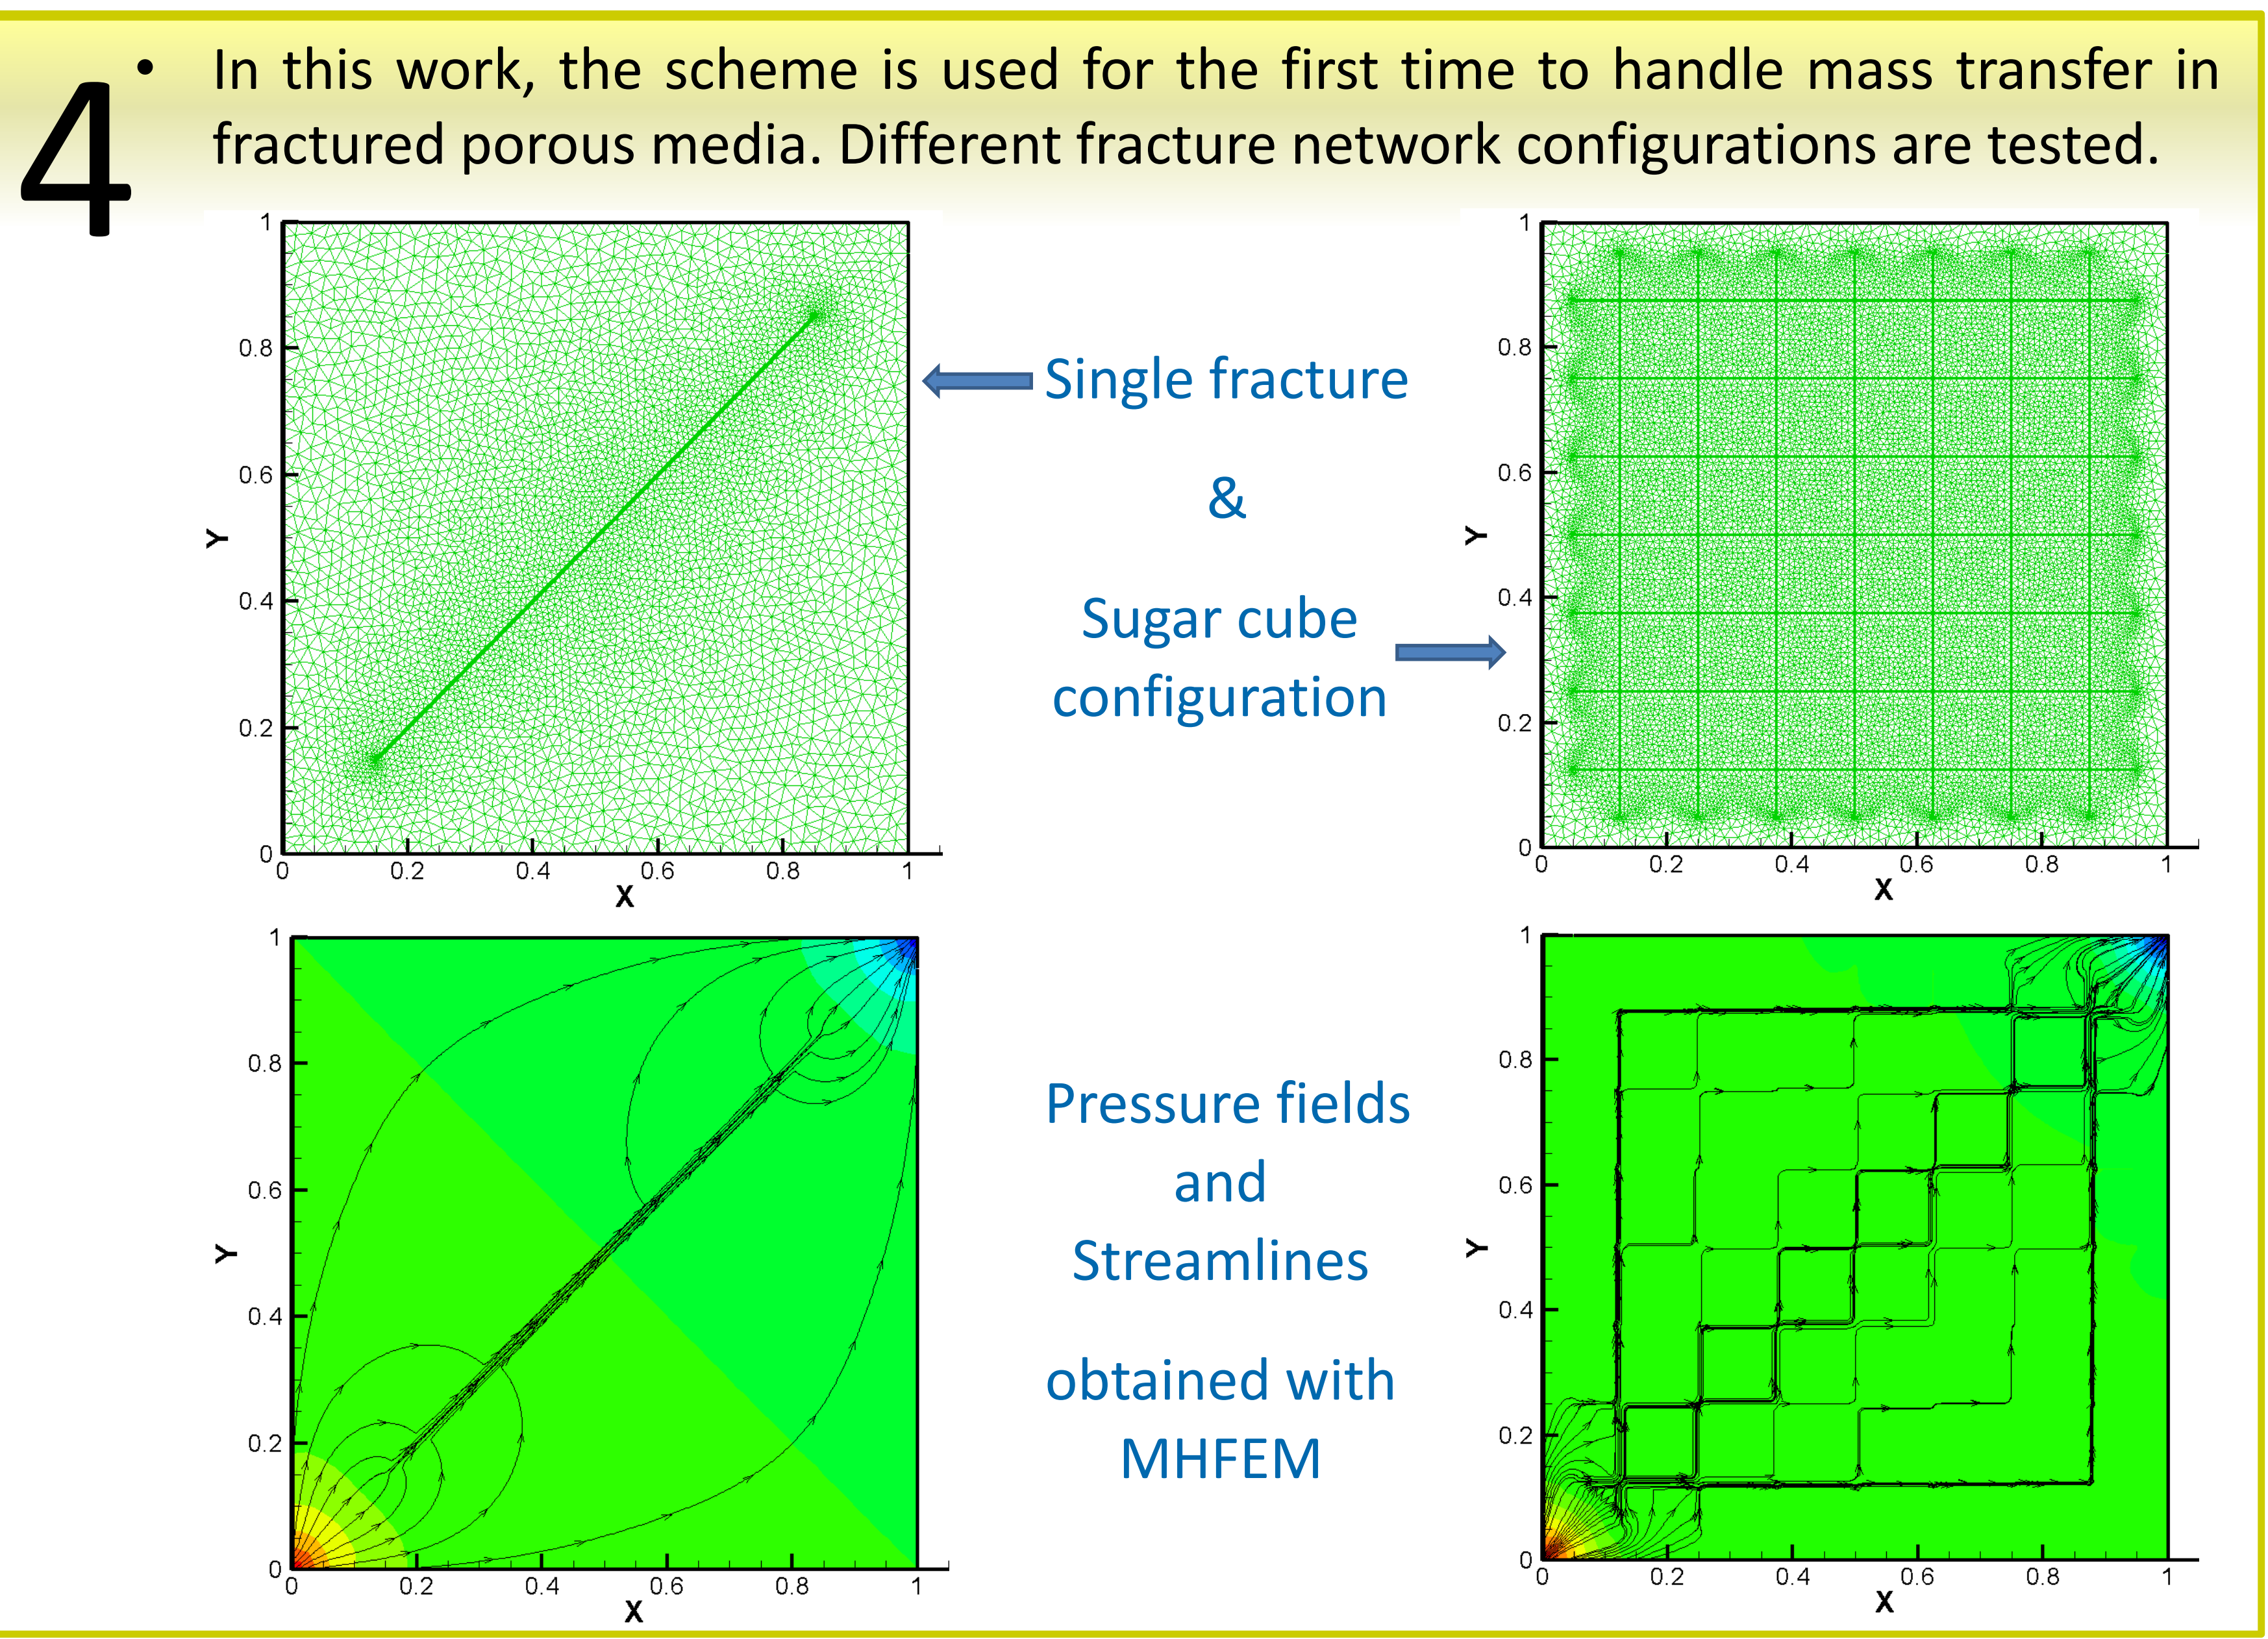 4
• In this work, the scheme is used for the first time to handle mass transfer in
fractured porous media. Different fracture network configurations are tested.
1
0.8
0.6
0.4
0.2
0
Y
0 0.2 0.4 0.6 0.8 1
X
Single fracture
&
Sugar cube
configuration
1
0.8
0.6
0.4
0.2
0
Y
0 0.2 0.4 0.6 0.8 1
X
1
0.8
0.6
0.4
0.2
0
Y
0 0.2 0.4 0.6 0.8 1
X
Pressure fields
and
Streamlines
obtained with
MHFEM
1
0.8
0.6
0.4
0.2
0
Y
0 0.2 0.4 0.6 0.8 1
X